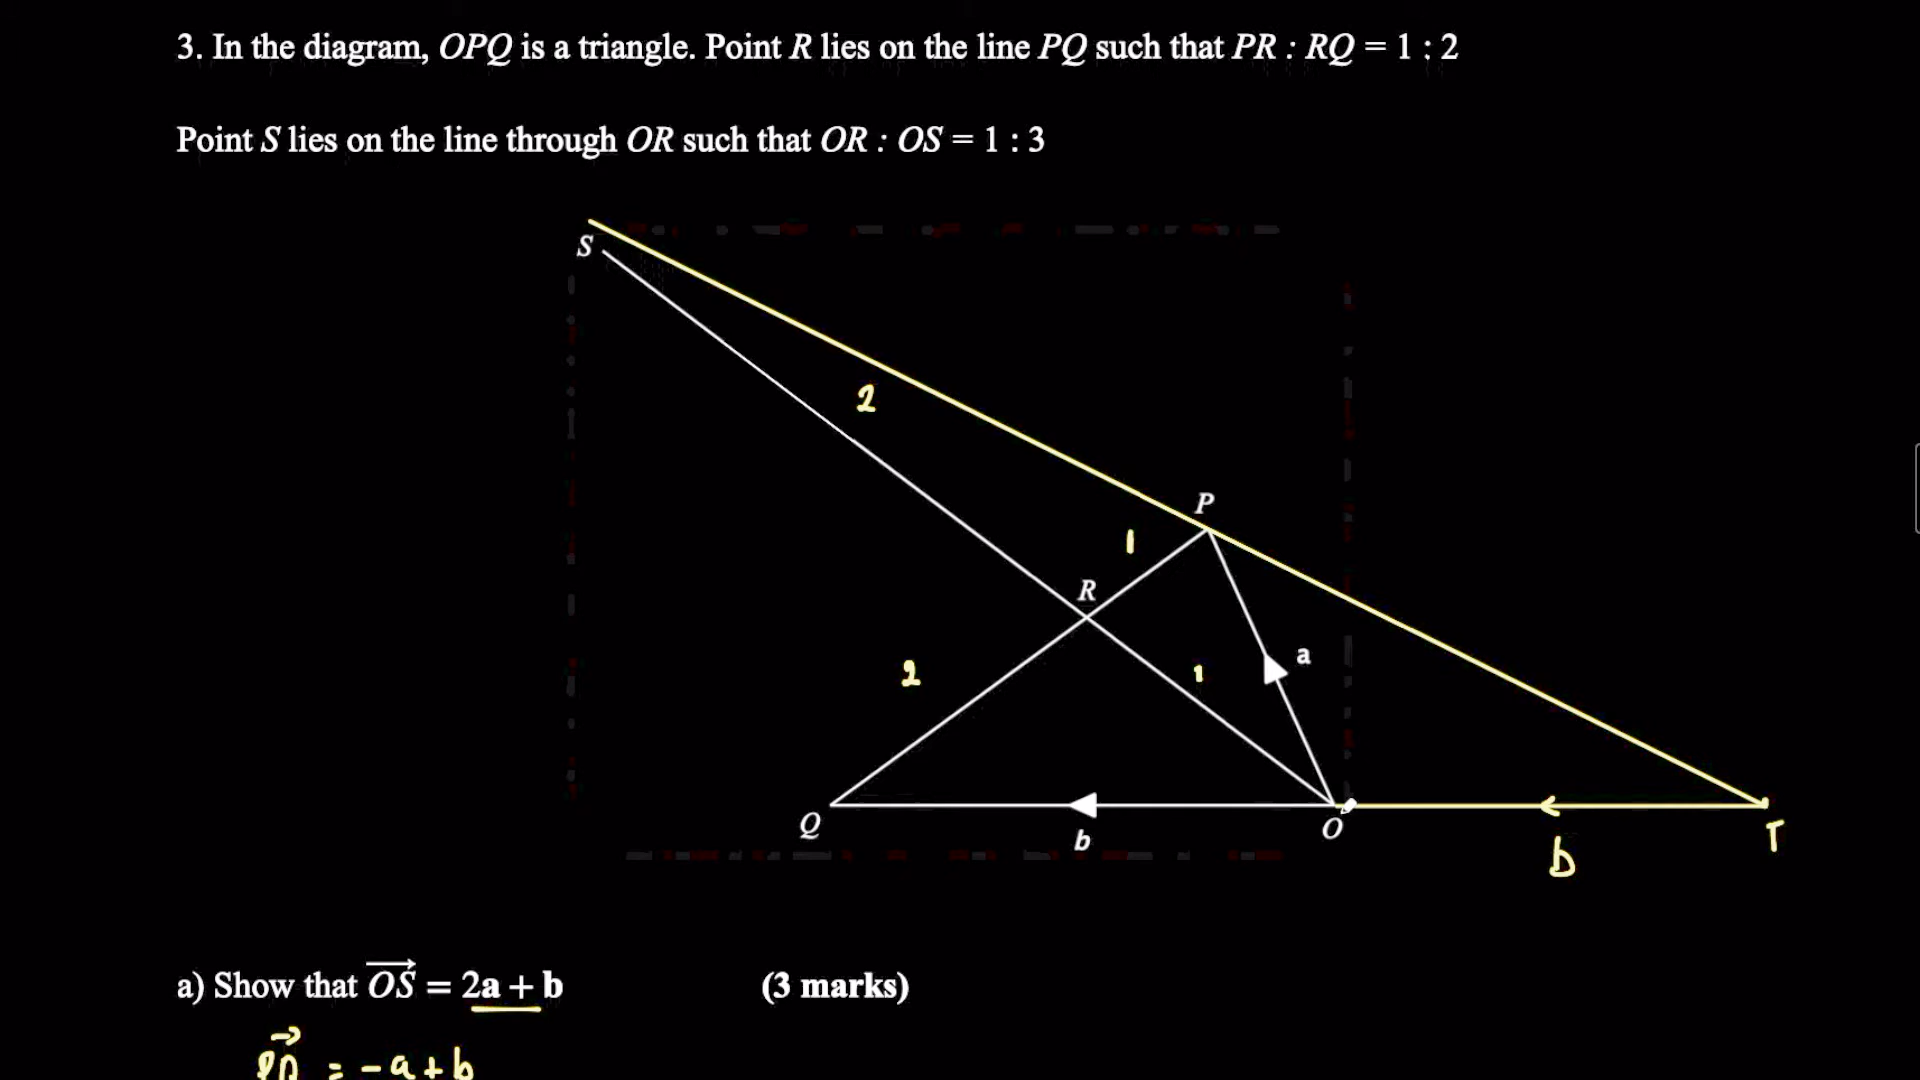 3. In the diagram, OPQ is a triangle. Point R lies on the line PQ such that PR : RQ = 1 : 2
Point S lies on the line through OR such that OR : OS = 1 : 3
S
2
P
1
R
a
2
1
Q
b
O
b
T
a) Show that \overrightarrow{OS} = 2a + b (3 marks)
= -a + b